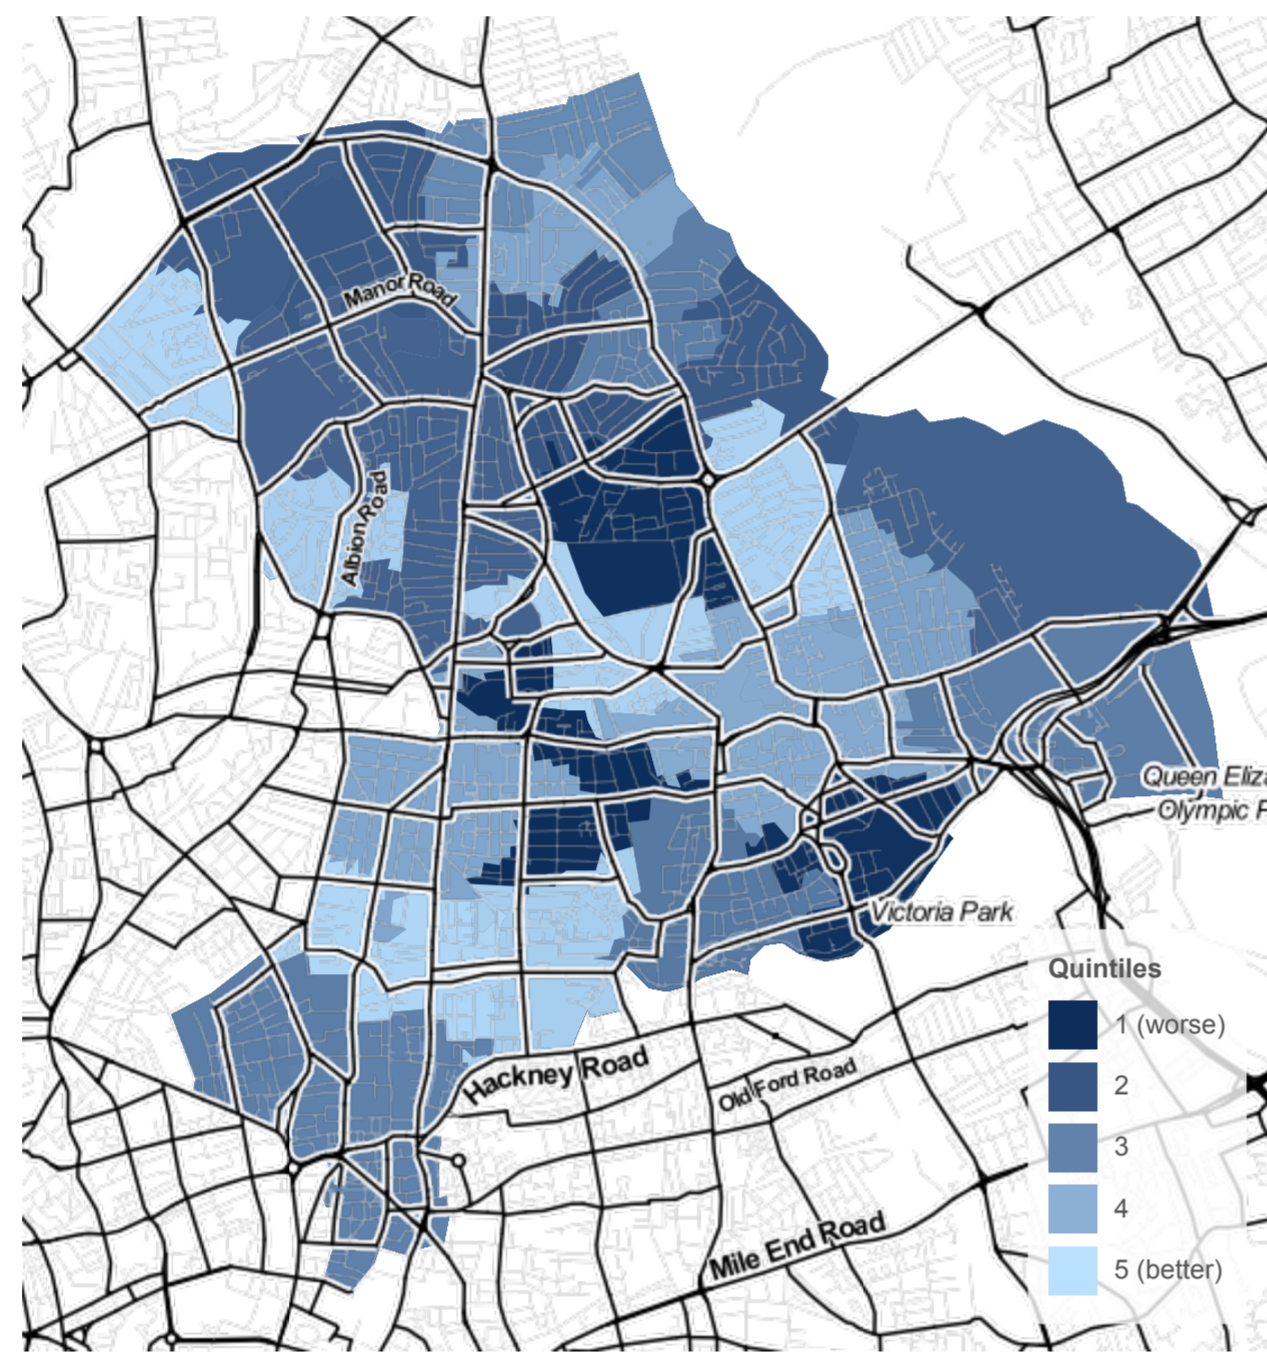 Manor Road
Albion Road
Queen Eliza
Olympic P
Victoria Park
Quintiles
1 (worse)
2
3
4
5 (better)
Hackney Road
Old Ford Road
Mile End Road